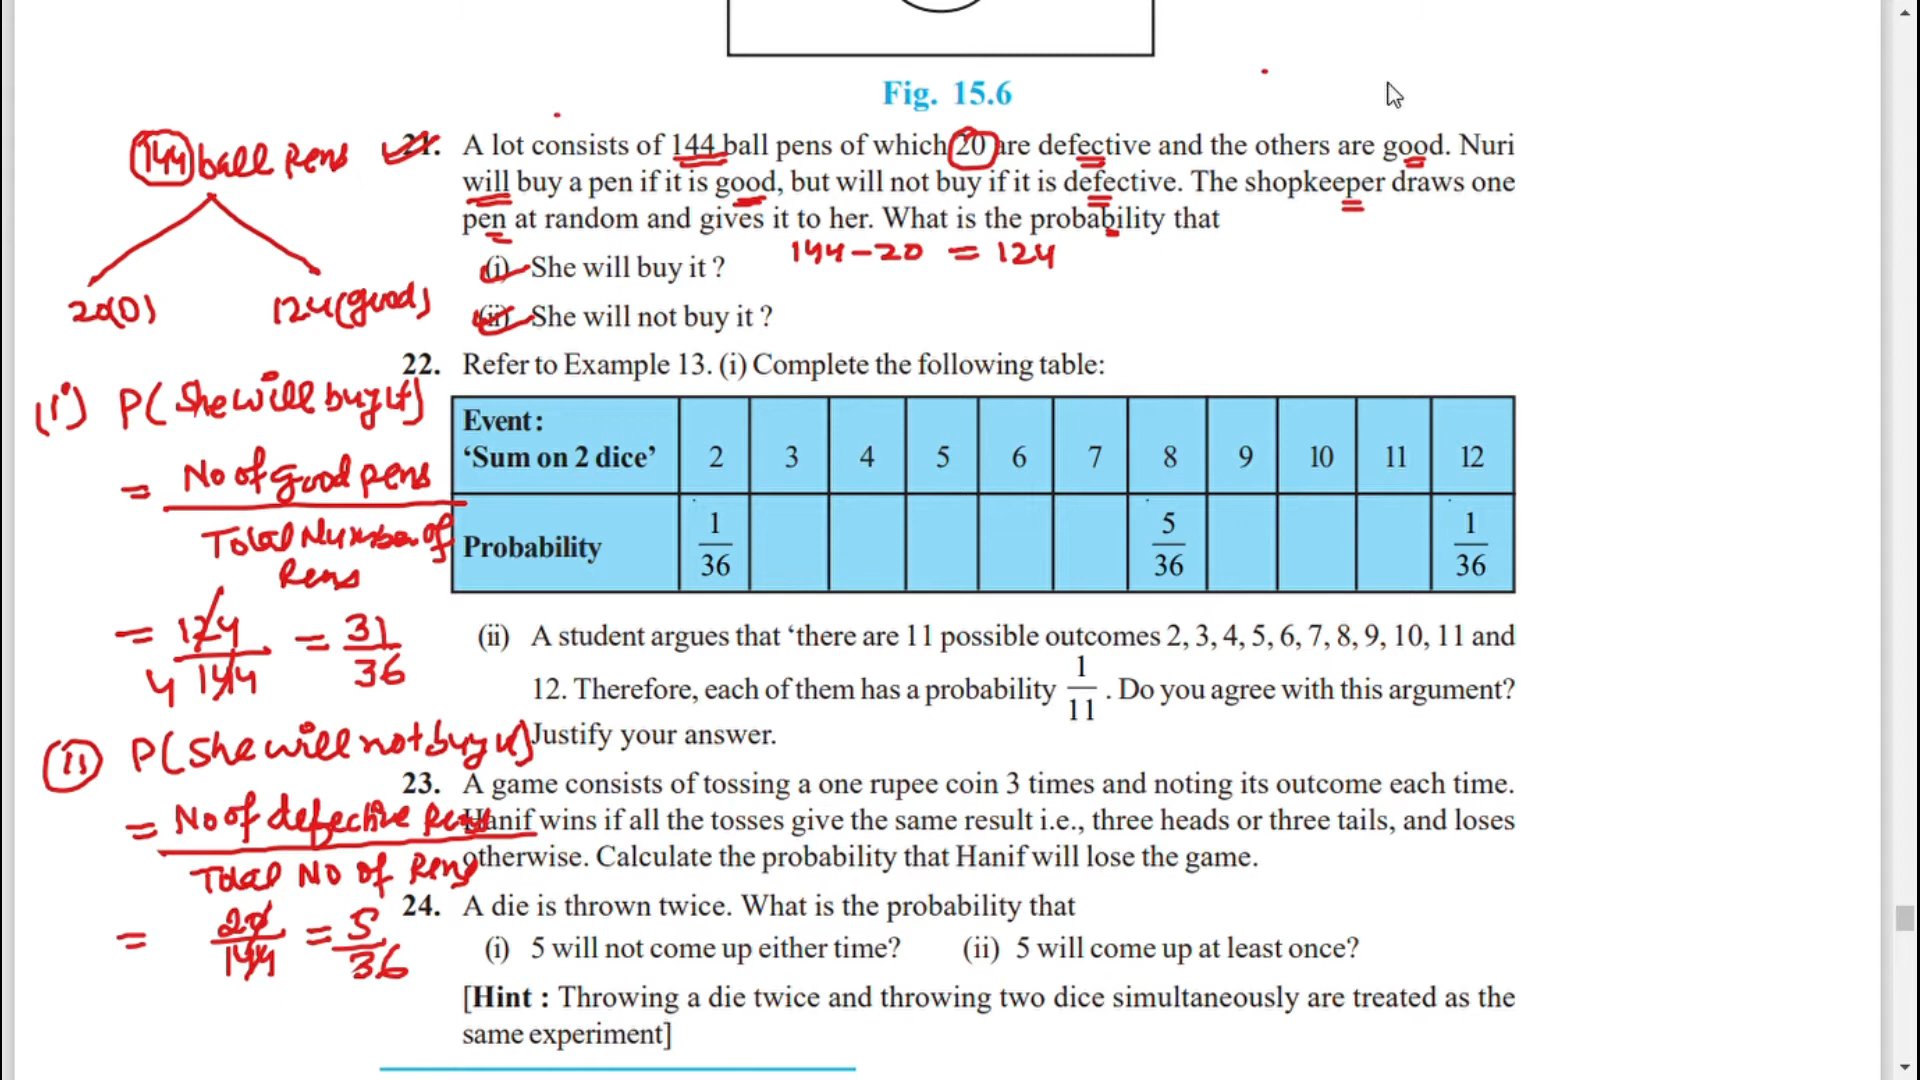 Fig. 15.6
21. A lot consists of 144 ball pens of which 20 are defective and the others are good. Nuri
will buy a pen if it is good, but will not buy if it is defective. The shopkeeper draws one
pen at random and gives it to her. What is the probability that
144-20 = 124
(i) She will buy it ?
(ii) She will not buy it ?
144 ball Pens
20(D) 124(good)
22. Refer to Example 13. (i) Complete the following table:
Event :
‘Sum on 2 dice’ 2 3 4 5 6 7 8 9 10 11 12
Probability 1/36 5/36 1/36
(ii) A student argues that ‘there are 11 possible outcomes 2, 3, 4, 5, 6, 7, 8, 9, 10, 11 and
12. Therefore, each of them has a probability 1/11 . Do you agree with this argument?
Justify your answer.
23. A game consists of tossing a one rupee coin 3 times and noting its outcome each time.
Hanif wins if all the tosses give the same result i.e., three heads or three tails, and loses
otherwise. Calculate the probability that Hanif will lose the game.
24. A die is thrown twice. What is the probability that
(i) 5 will not come up either time? (ii) 5 will come up at least once?
[Hint : Throwing a die twice and throwing two dice simultaneously are treated as the
same experiment]
(i) P( She will buy it)
= No of good pens
Total Number of
Pens
= 124/144 = 31/36
4
(ii) P( She will not buy it)
= No of defective Pens
Total No of Pens
= 20/144 = 5/36